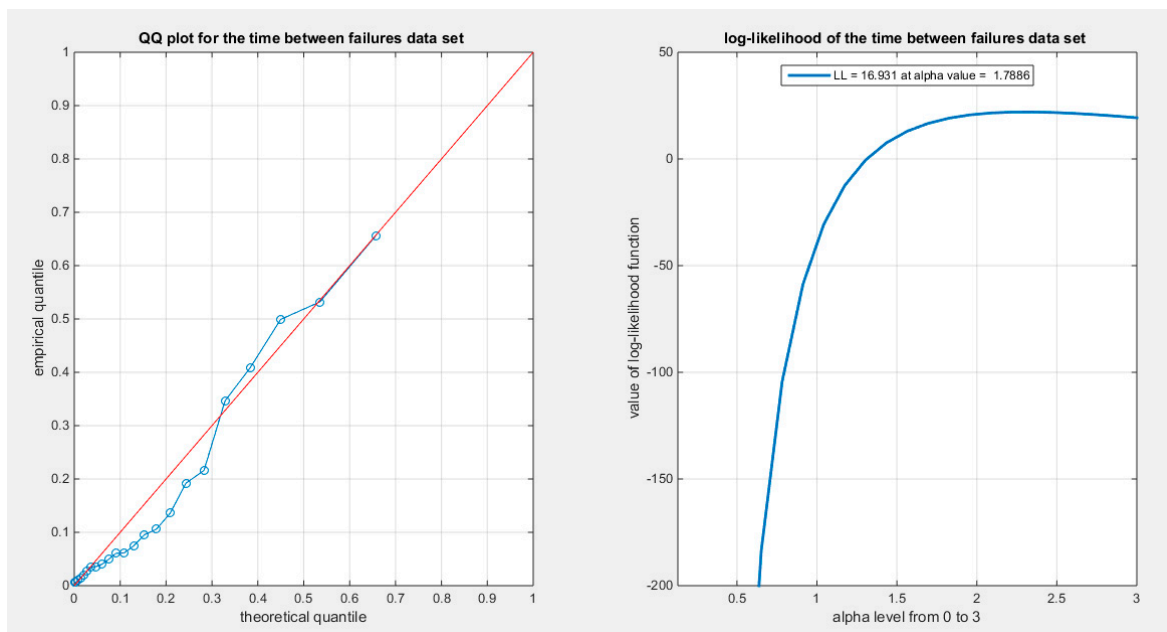 QQ plot for the time between failures data set
1
0.9
0.8
0.7
0.6
0.5
0.4
0.3
0.2
0.1
0
empirical quantile
0 0.1 0.2 0.3 0.4 0.5 0.6 0.7 0.8 0.9 1
theoretical quantile
log-likelihood of the time between failures data set
LL = 16.931 at alpha value = 1.7886
50
0
-50
-100
-150
-200
value of log-likelihood function
0.5 1 1.5 2 2.5 3
alpha level from 0 to 3